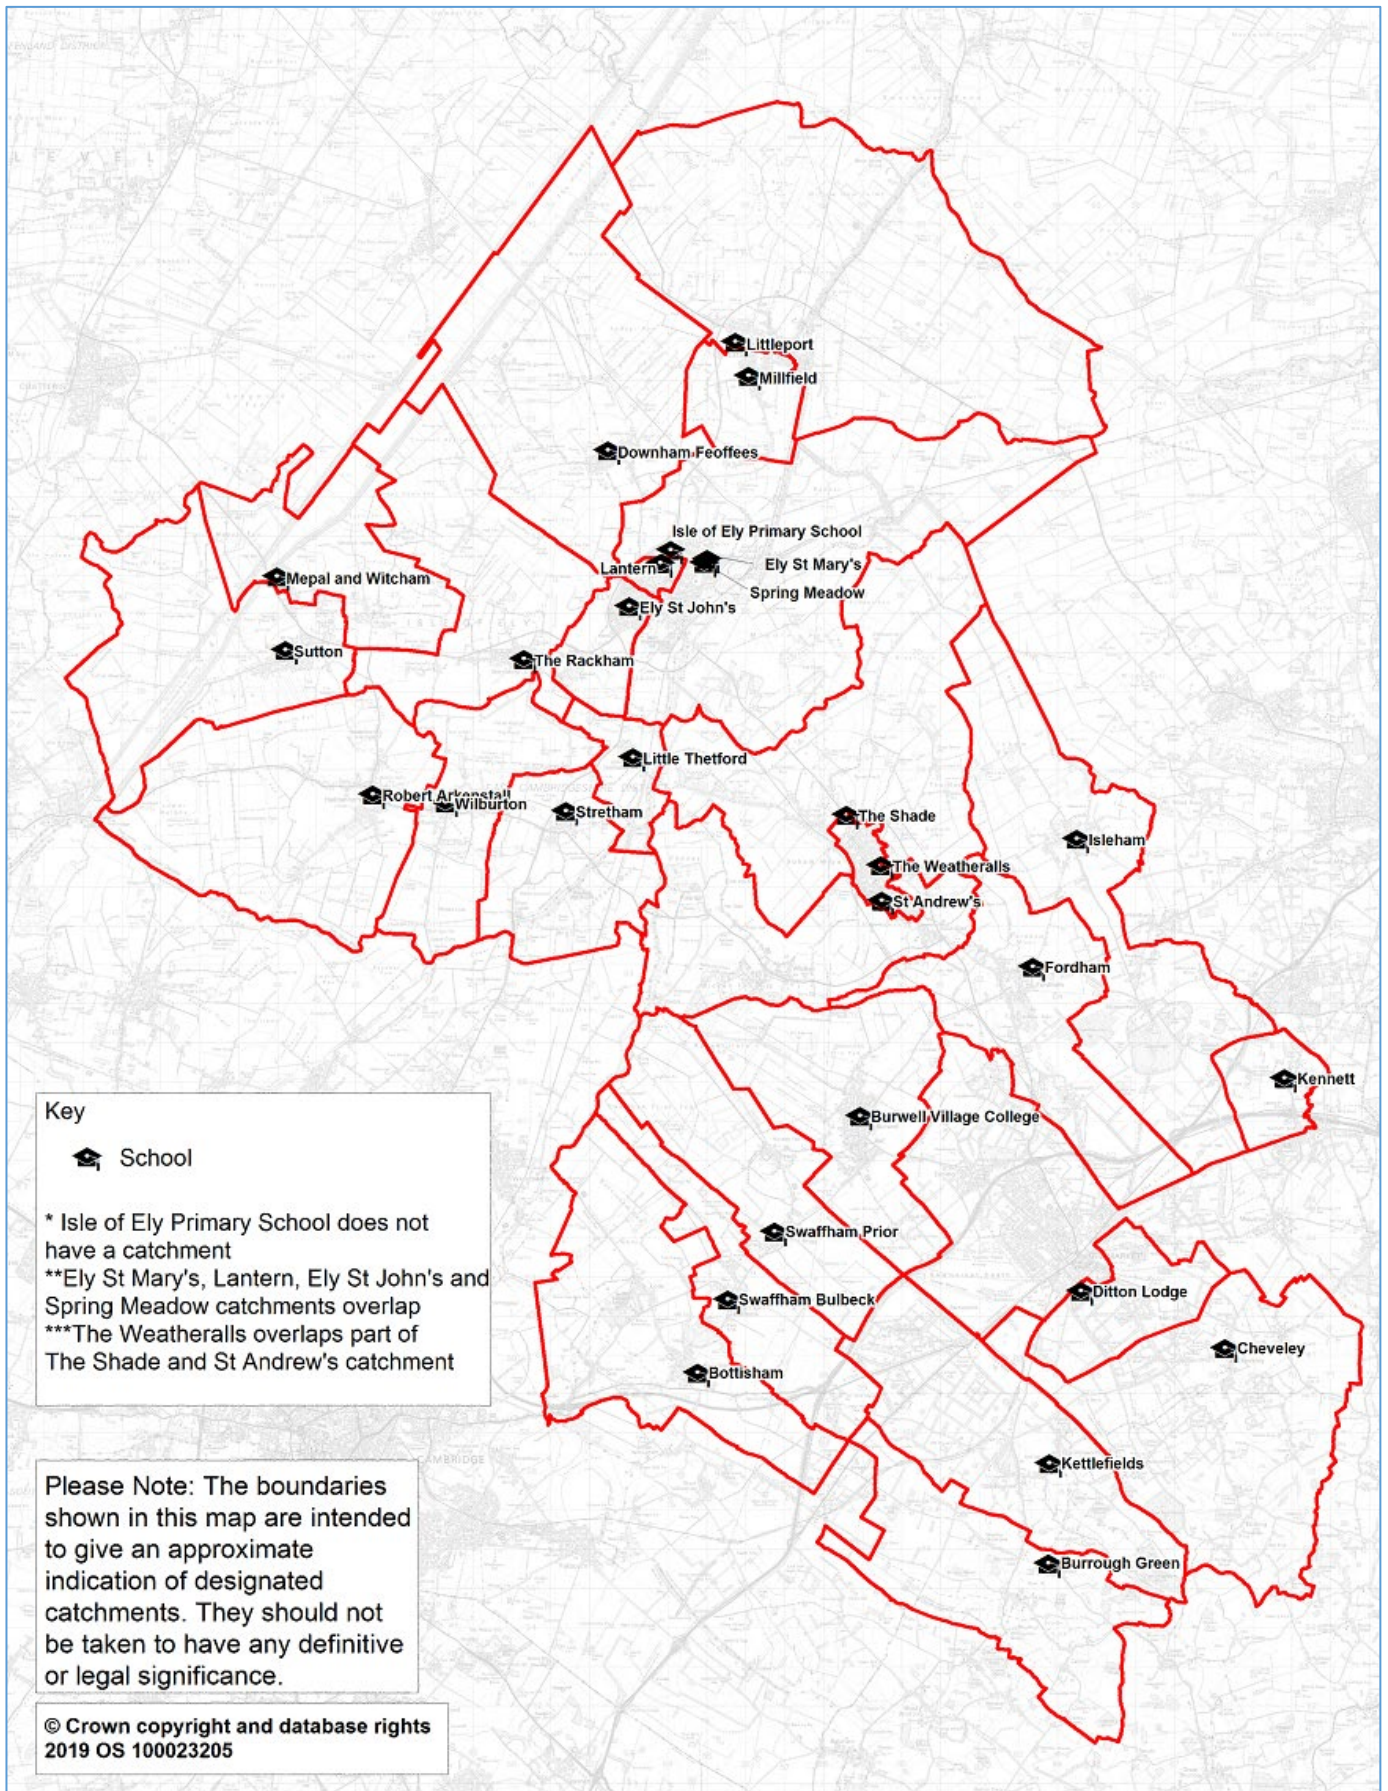 Littleport
Millfield
Downham Feoffees
Isle of Ely Primary School
Lantern
Ely St Mary's
Mepal and Witcham
Spring Meadow
Ely St John's
Sutton
The Rackham
Little Thetford
Robert Arkenstall
Wilburton
Stretham
The Shade
Isleham
The Weatheralls
St Andrew's
Fordham
Kennett
Key
Burwell Village College
School
* Isle of Ely Primary School does not
have a catchment
**Ely St Mary's, Lantern, Ely St John's and
Spring Meadow catchments overlap
***The Weatheralls overlaps part of
The Shade and St Andrew's catchment
Swaffham Prior
Ditton Lodge
Swaffham Bulbeck
Cheveley
Bottisham
CAMBRIDGE
Kettlefields
Burrough Green
Please Note: The boundaries
shown in this map are intended
to give an approximate
indication of designated
catchments. They should not
be taken to have any definitive
or legal significance.
© Crown copyright and database rights
2019 OS 100023205